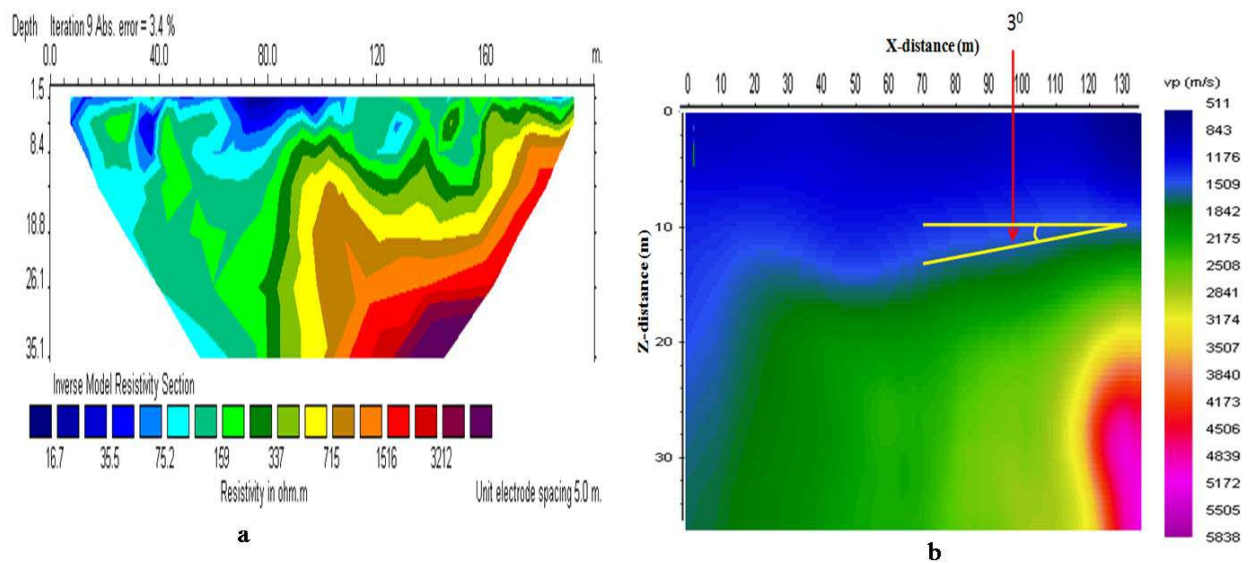 Depth Iteration 9 Abs. error = 3.4 %
0.0 40.0 80.0 120 160 m.
1.5
8.4
18.8
26.1
35.1
Inverse Model Resistivity Section
16.7 35.5 75.2 159 337 715 1516 3212
Resistivity in ohm.m Unit electrode spacing 5.0 m.
a
3⁰
X-distance (m)
0 10 20 30 40 50 60 70 80 90 100 110 120 130
Z-distance (m)
0
10
20
30
vp (m/s)
511
843
1176
1509
1842
2175
2508
2841
3174
3507
3840
4173
4506
4839
5172
5505
5838
b